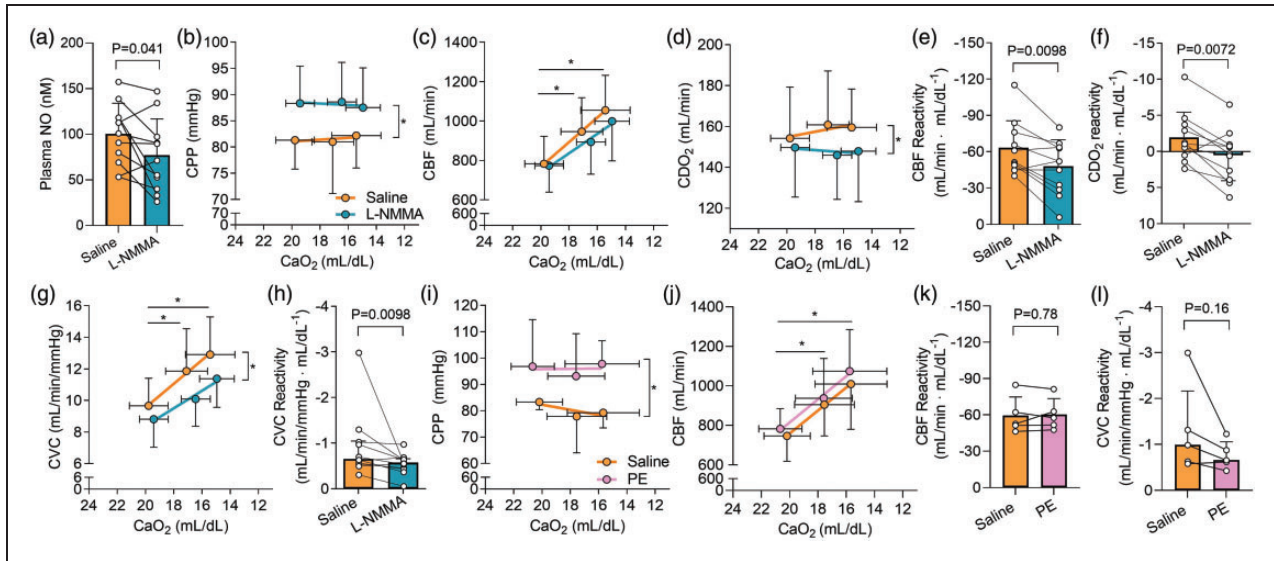 (a)
P=0.041
200
150
100
50
0
Plasma NO (nM)
Saline
L-NMMA
(b)
100
95
90
85
80
75
70
0
CPP (mmHg)
*
Saline
L-NMMA
24 22 20 18 16 14 12
CaO₂ (mL/dL)
(c)
1400
1200
1000
800
600
0
CBF (mL/min)
*
*
24 22 20 18 16 14 12
CaO₂ (mL/dL)
(d)
200
180
160
140
120
0
CDO₂ (mL/min)
*
24 22 20 18 16 14 12
CaO₂ (mL/dL)
(e)
P=0.0098
-150
-120
-90
-60
-30
0
CBF Reactivity
(mL/min · mL/dL⁻¹)
Saline
L-NMMA
(f)
P=0.0072
-15
-10
-5
0
5
10
CDO₂ reactivity
(mL/min · mL/dL⁻¹)
Saline
L-NMMA
(g)
16
14
12
10
8
6
6
0
CVC (mL/min/mmHg)
*
*
*
24 22 20 18 16 14 12
CaO₂ (mL/dL)
(h)
P=0.0098
-4
-3
-2
-1
0
CVC Reactivity
(mL/min/mmHg · mL/dL⁻¹)
Saline
L-NMMA
(i)
120
110
100
90
80
70
60
60
0
CPP (mmHg)
*
Saline
PE
24 22 20 18 16 14 12
CaO₂ (mL/dL)
(j)
1400
1200
1000
800
600
600
0
CBF (mL/min)
*
*
24 22 20 18 16 14 12
CaO₂ (mL/dL)
(k)
P=0.78
-150
-120
-90
-60
-30
0
CBF Reactivity
(mL/min · mL/dL⁻¹)
Saline
PE
(l)
P=0.16
-4
-3
-2
-1
0
CVC Reactivity
(mL/min/mmHg · mL/dL⁻¹)
Saline
PE